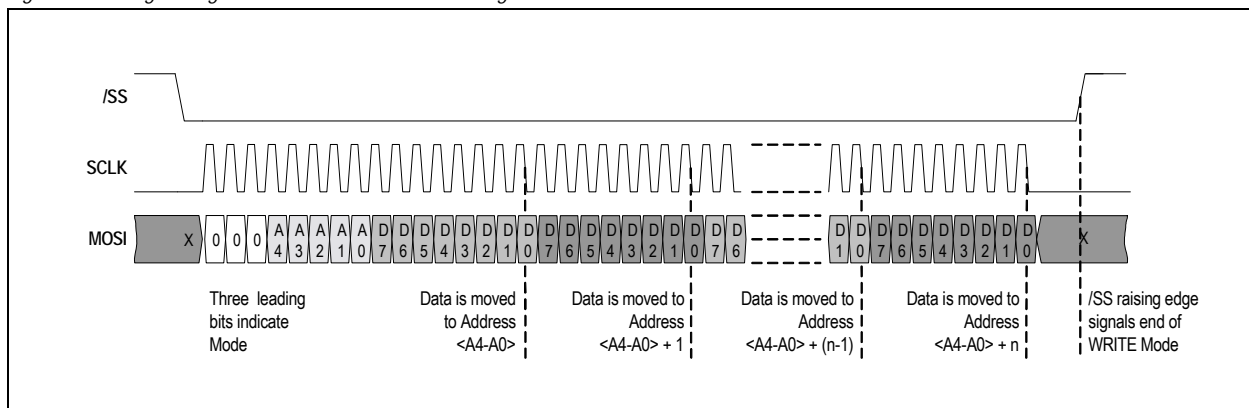 /SS
SCLK
MOSI X 0 0 0 A4 A3 A2 A1 A0 D7 D6 D5 D4 D3 D2 D1 D0 D7 D6 D5 D4 D3 D2 D1 D0 D7 D6 D1 D0 D7 D6 D5 D4 D3 D2 D1 D0 X
Three leading
bits indicate
Mode
Data is moved
to Address
<A4-A0>
Data is moved to
Address
<A4-A0> + 1
Data is moved to
Address
<A4-A0> + (n-1)
Data is moved to
Address
<A4-A0> + n
/SS raising edge
signals end of
WRITE Mode